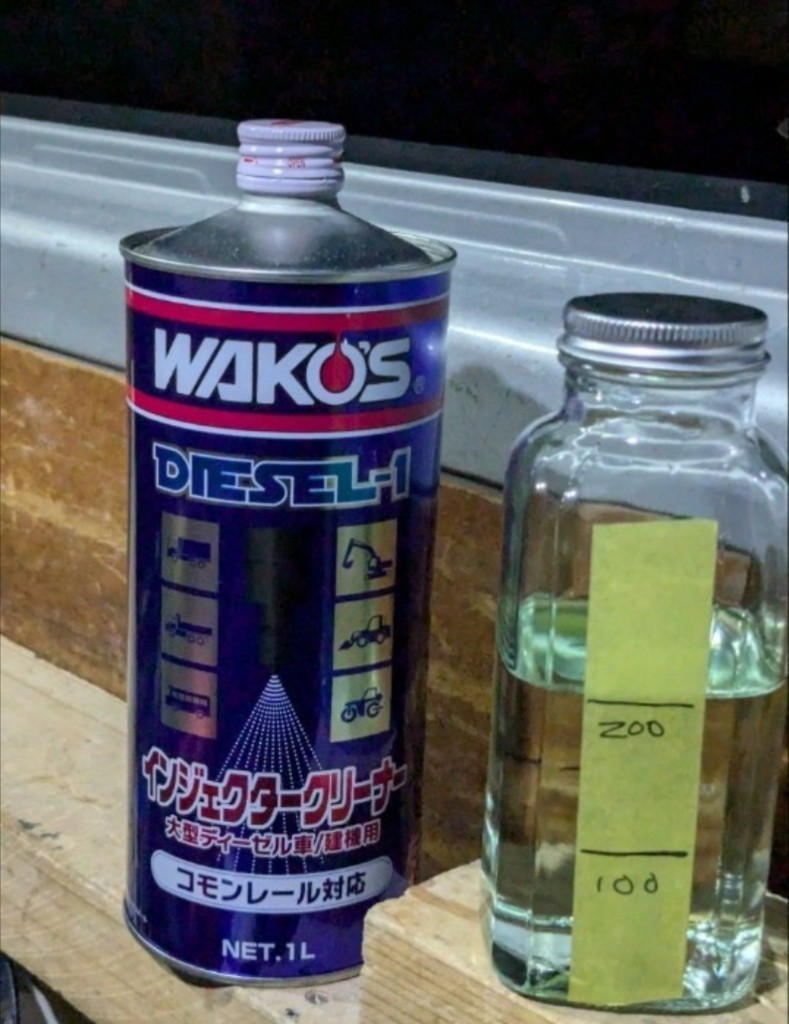 OPEN
WAKO'S®
DIESEL-1
インジェクタークリーナー
大型ディーゼル車/建機用
コモンレール対応
NET.1L
200
100